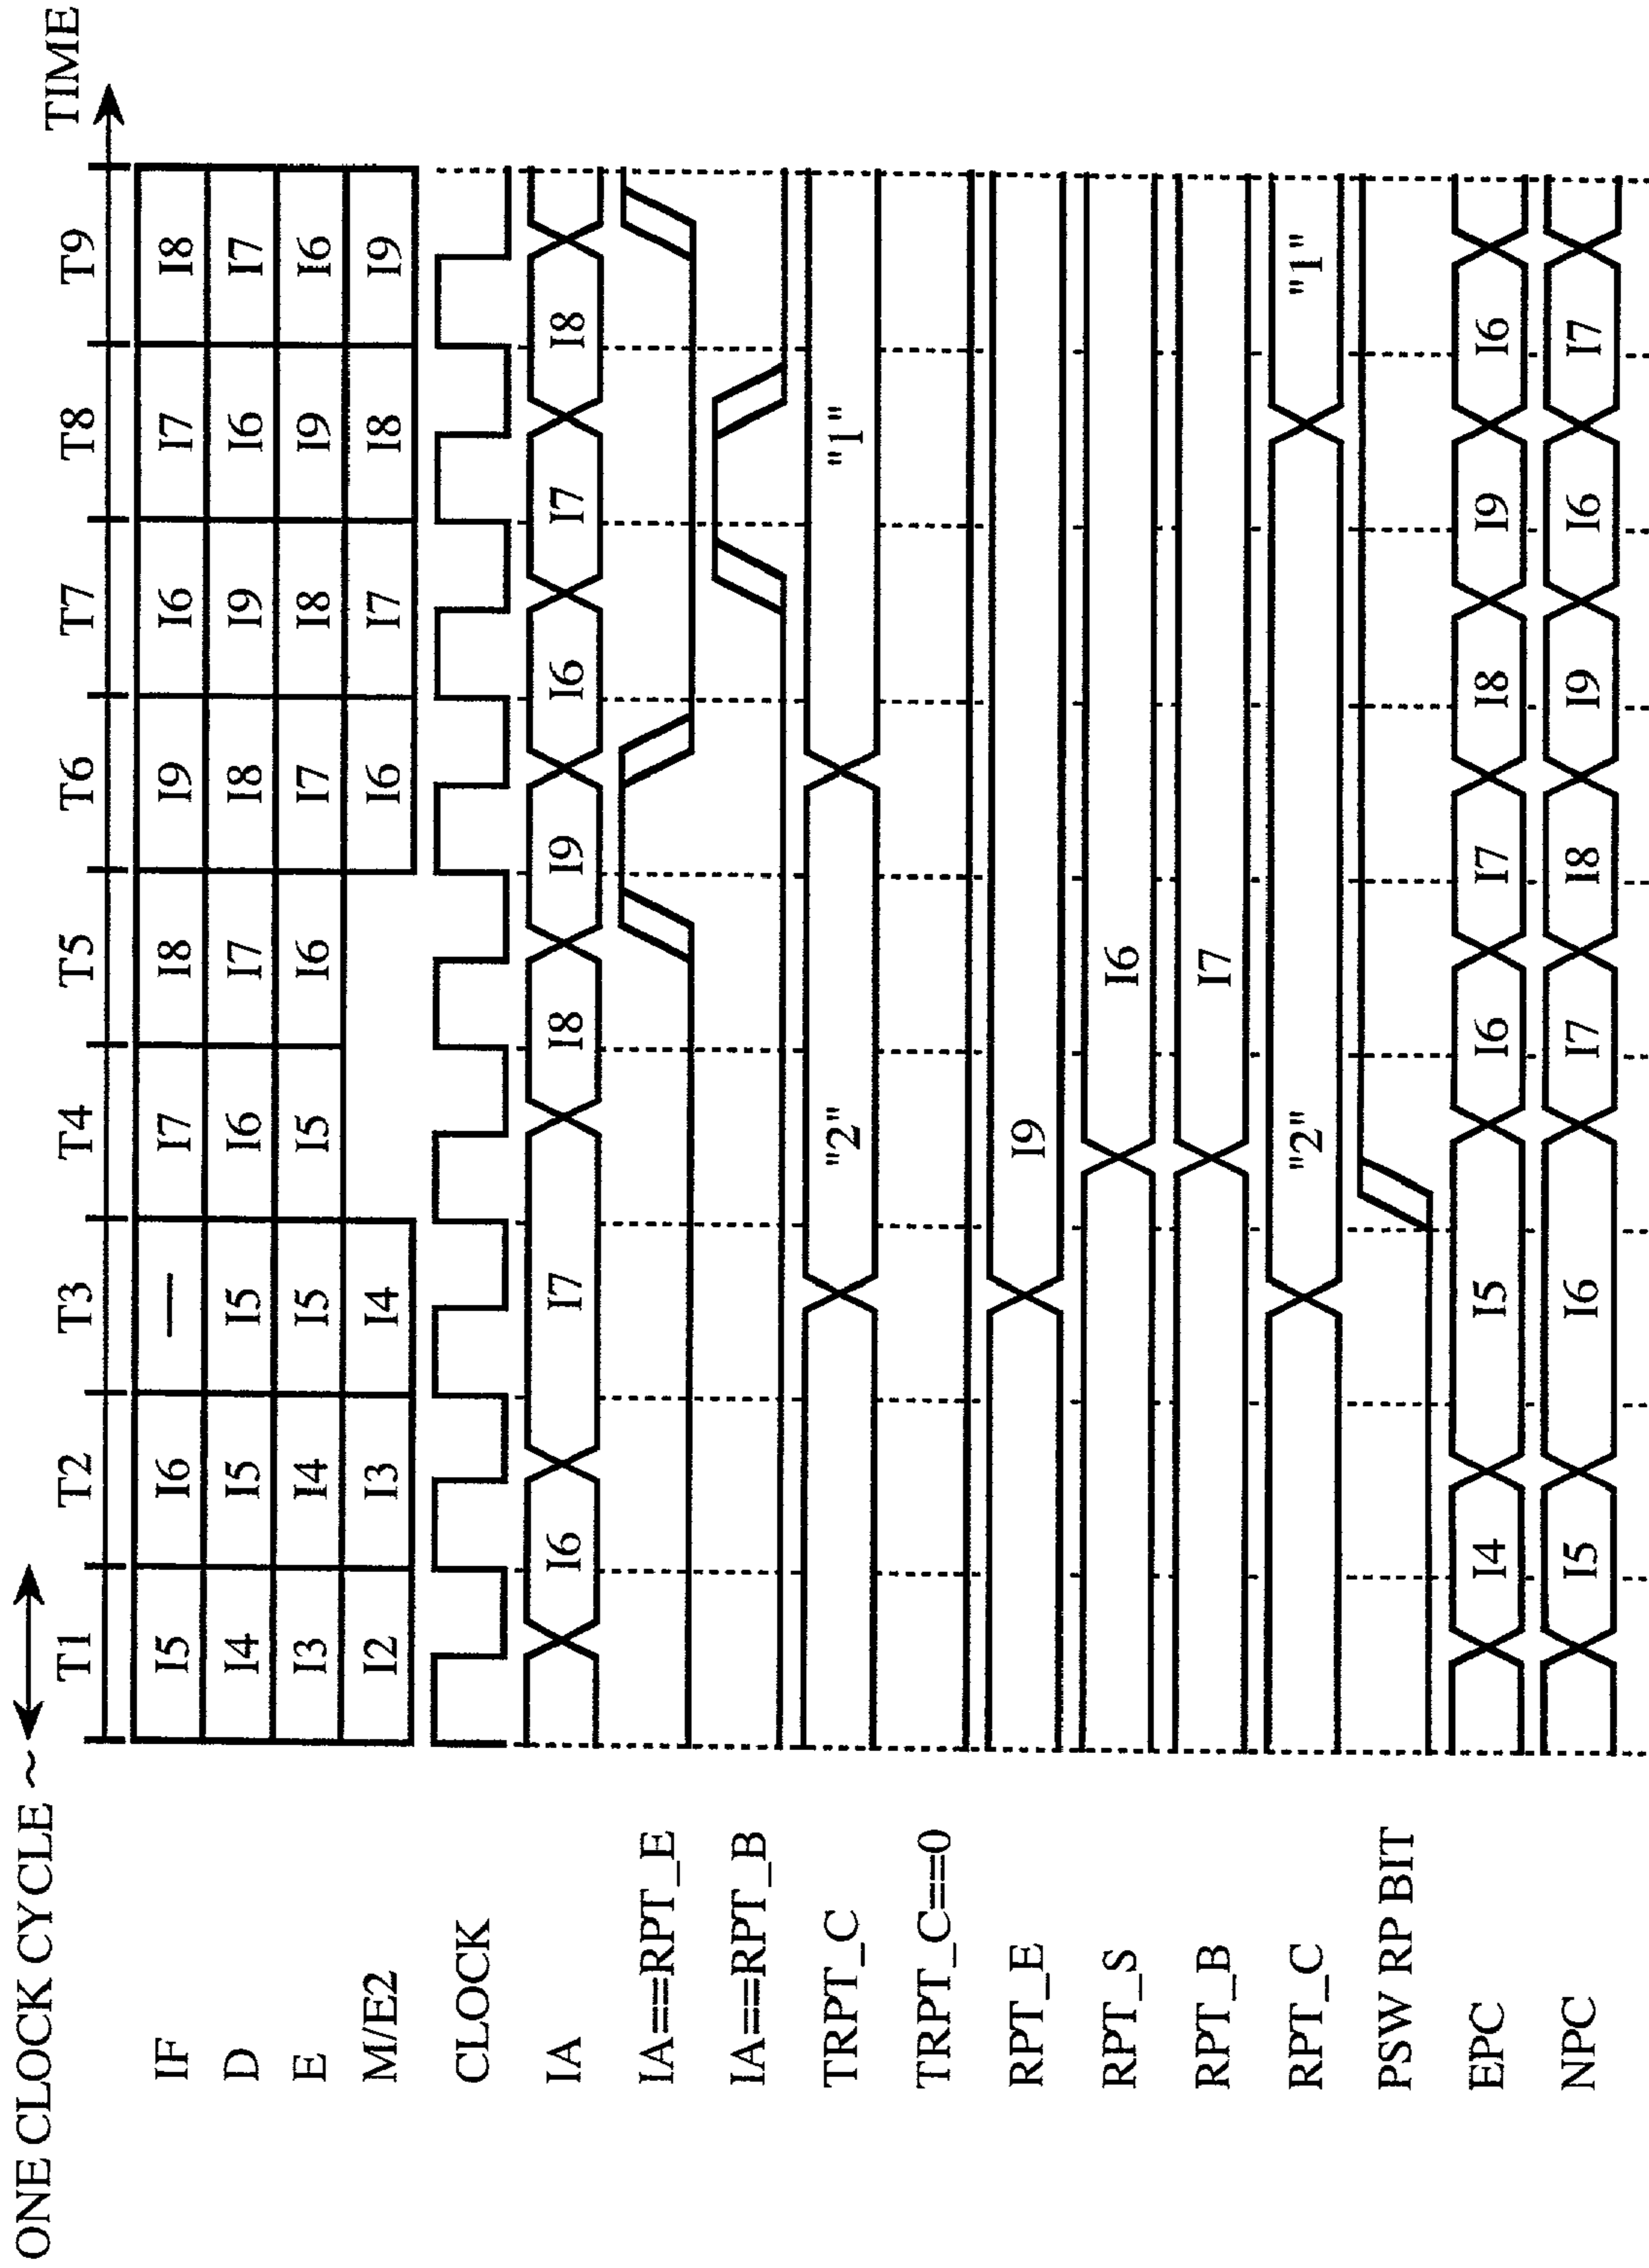 ONE CLOCK CYCLE ~
TIME
T1 T2 T3 T4 T5 T6 T7 T8 T9
IF I5 I6 — I7 I8 I9 I6 I7 I8
D I4 I5 I5 I6 I7 I8 I9 I6 I7
E I3 I4 I5 I5 I6 I7 I8 I9 I6
M/E2 I2 I3 I4 I6 I7 I8 I9
CLOCK
IA I6 I7 I8 I9 I6 I7 I8
IA==RPT_E
IA==RPT_B
TRPT_C "2" "1"
TRPT_C==0
RPT_E I9
RPT_S I6
RPT_B I7
RPT_C "2" "1"
PSW RP BIT
EPC I4 I5 I6 I7 I8 I9 I6
NPC I5 I6 I7 I8 I9 I6 I7